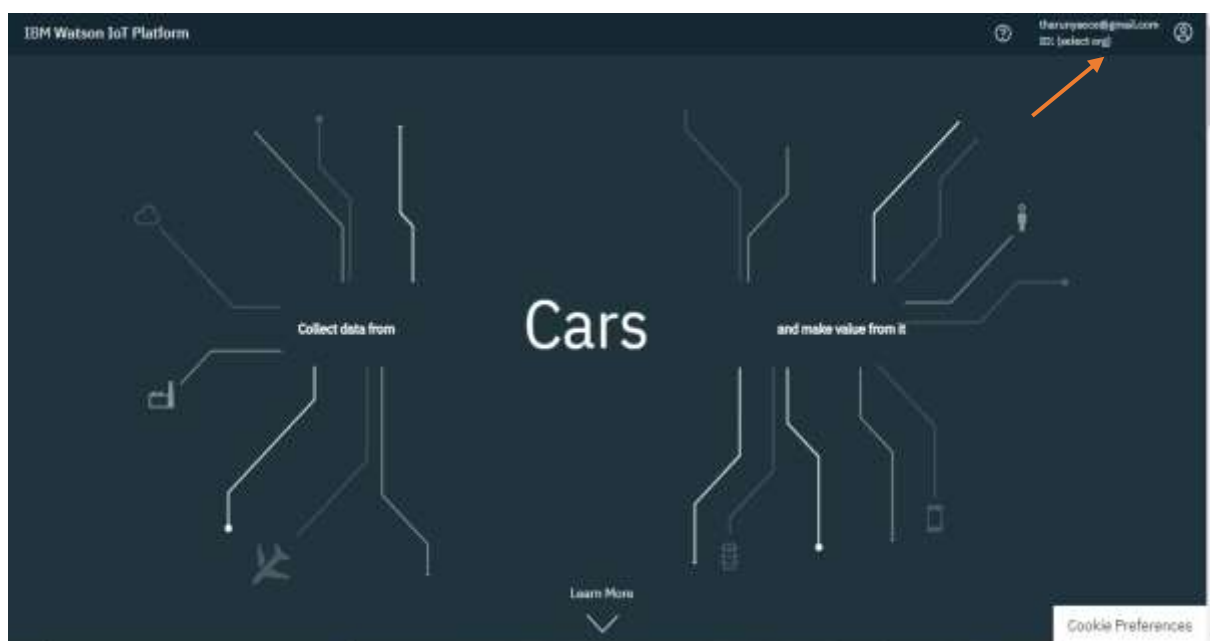 IBM Watson IoT Platform
ID: (select org)
Collect data from
Cars
and make value from it
Learn More
Cookie Preferences